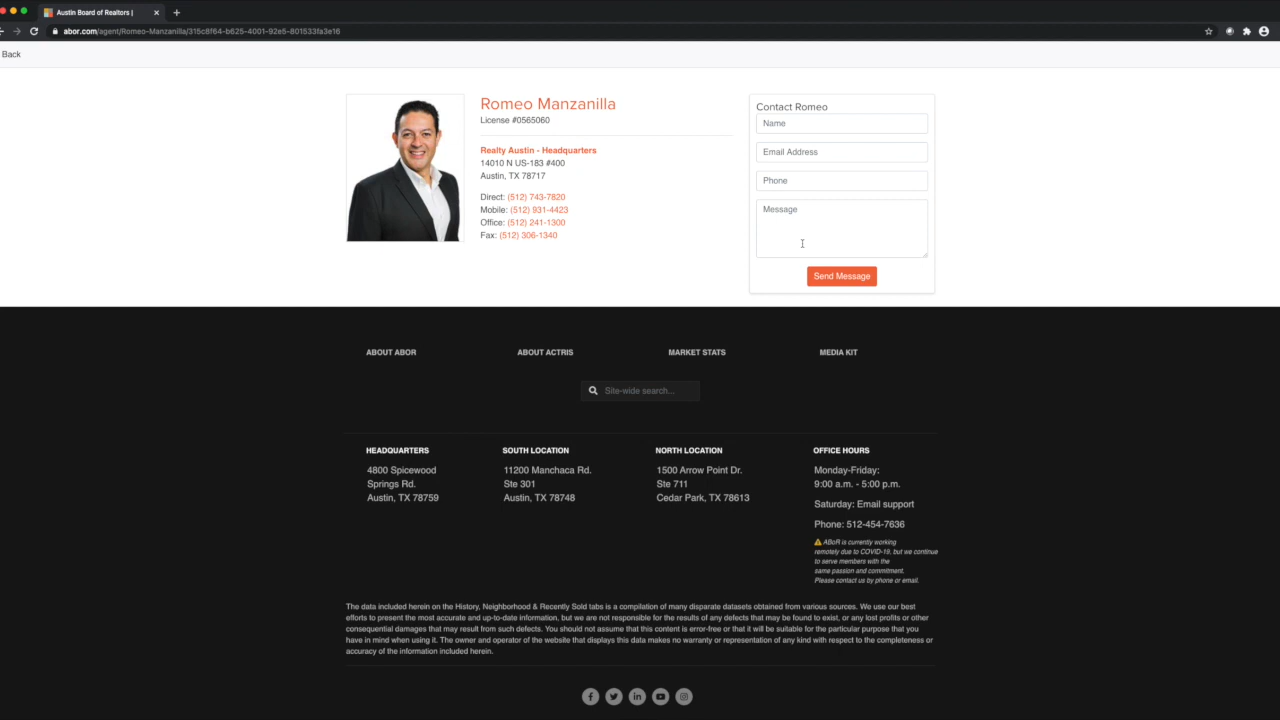 Austin Board of Realtors |
abor.com/agent/Romeo-Manzanilla/315c8f64-b625-4001-92e5-801533fa3e16
Back
Romeo Manzanilla
License #0565060
Realty Austin - Headquarters
14010 N US-183 #400
Austin, TX 78717
Direct: (512) 743-7820
Mobile: (512) 931-4423
Office: (512) 241-1300
Fax: (512) 306-1340
Contact Romeo
Name
Email Address
Phone
Message
Send Message
ABOUT ABOR
ABOUT ACTRIS
MARKET STATS
MEDIA KIT
Site-wide search...
HEADQUARTERS
4800 Spicewood
Springs Rd.
Austin, TX 78759
SOUTH LOCATION
11200 Manchaca Rd.
Ste 301
Austin, TX 78748
NORTH LOCATION
1500 Arrow Point Dr.
Ste 711
Cedar Park, TX 78613
OFFICE HOURS
Monday-Friday:
9:00 a.m. - 5:00 p.m.
Saturday: Email support
Phone: 512-454-7636
ABoR is currently working
remotely due to COVID-19, but we continue
to serve members with the
same passion and commitment.
Please contact us by phone or email.
The data included herein on the History, Neighborhood & Recently Sold tabs is a compilation of many disparate datasets obtained from various sources. We use our best
efforts to present the most accurate and up-to-date information, but we are not responsible for the results of any defects that may be found to exist, or any lost profits or other
consequential damages that may result from such defects. You should not assume that this content is error-free or that it will be suitable for the particular purpose that you
have in mind when using it. The owner and operator of the website that displays this data makes no warranty or representation of any kind with respect to the completeness or
accuracy of the information included herein.